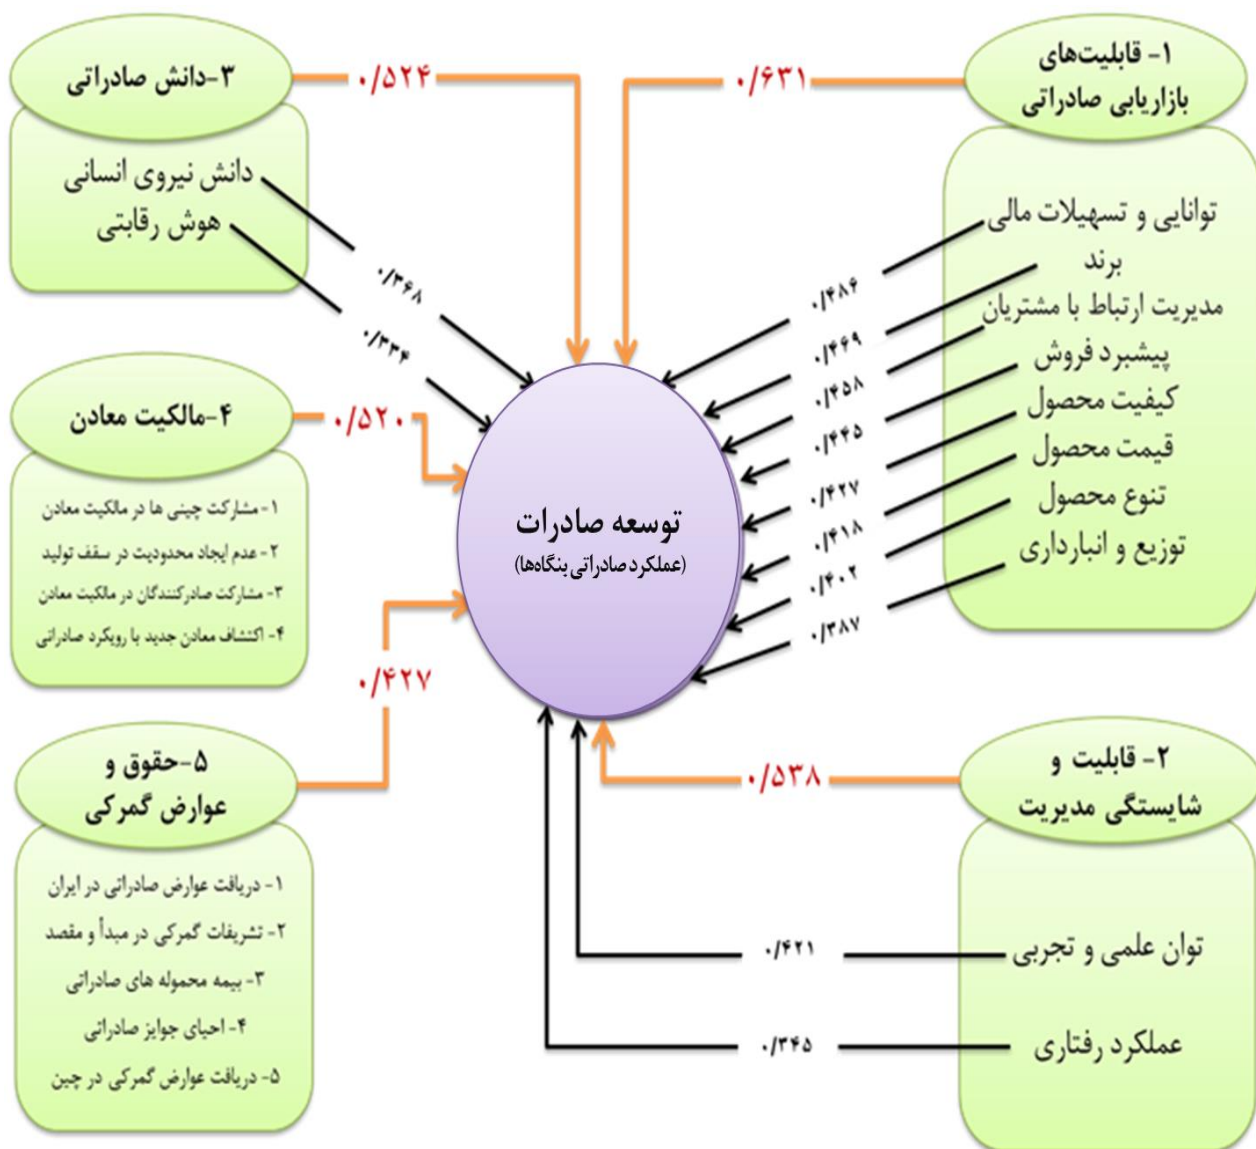 ۱- قابلیت‌های
بازاریابی صادراتی
۰/۶۳۱
توانایی و تسهیلات مالی
برند
مدیریت ارتباط با مشتریان
پیشبرد فروش
کیفیت محصول
قیمت محصول
تنوع محصول
توزیع و انبارداری
۰/۴۸۶
۰/۴۶۹
۰/۴۵۸
۰/۴۴۵
۰/۴۲۷
۰/۴۱۸
۰/۴۰۲
۰/۳۸۷
۲- قابلیت و
شایستگی مدیریت
۰/۵۳۸
توان علمی و تجربی
۰/۴۲۱
عملکرد رفتاری
۰/۳۴۵
۳-دانش صادراتی
۰/۵۲۴
دانش نیروی انسانی
هوش رقابتی
۰/۳۶۸
۰/۳۳۴
۴-مالکیت معادن
۰/۵۲۰
۱- مشارکت چینی ها در مالکیت معادن
۲- عدم ایجاد محدودیت در سقف تولید
۳- مشارکت صادرکنندگان در مالکیت معادن
۴- اکتشاف معادن جدید با رویکرد صادراتی
۵-حقوق و
عوارض گمرکی
۰/۴۲۷
۱- دریافت عوارض صادراتی در ایران
۲- تشریفات گمرکی در مبدأ و مقصد
۳- بیمه محموله های صادراتی
۴- احیای جوایز صادراتی
۵- دریافت عوارض گمرکی در چین
توسعه صادرات
(عملکرد صادراتی بنگاه‌ها)